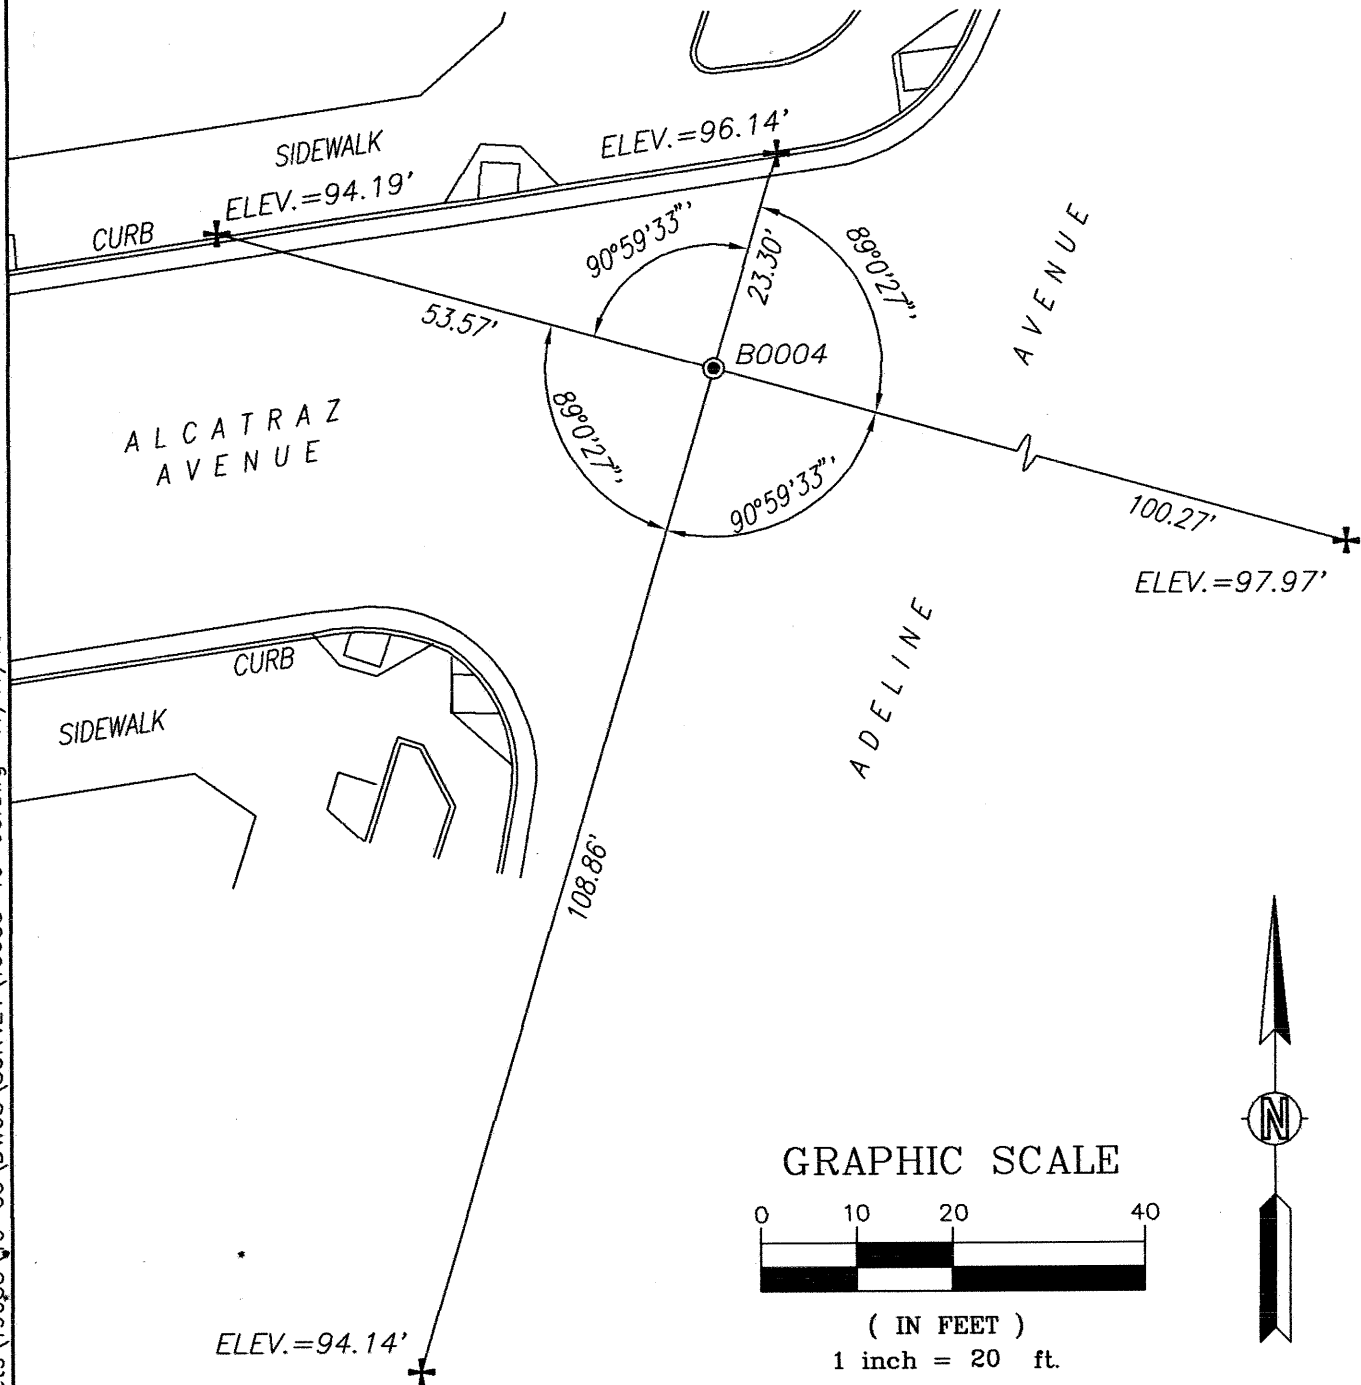 SIDEWALK
ELEV.=96.14'
ELEV.=94.19'
CURB
90°59'33"'
23.30'
89°0'27"'
AVENUE
53.57'
B0004
ALCATRAZ
AVENUE
89°0'27"'
90°59'33"'
100.27'
ELEV.=97.97'
ADELINE
CURB
SIDEWALK
108.86'
N
GRAPHIC SCALE
0 10 20 40
( IN FEET )
1 inch = 20 ft.
ELEV.=94.14'